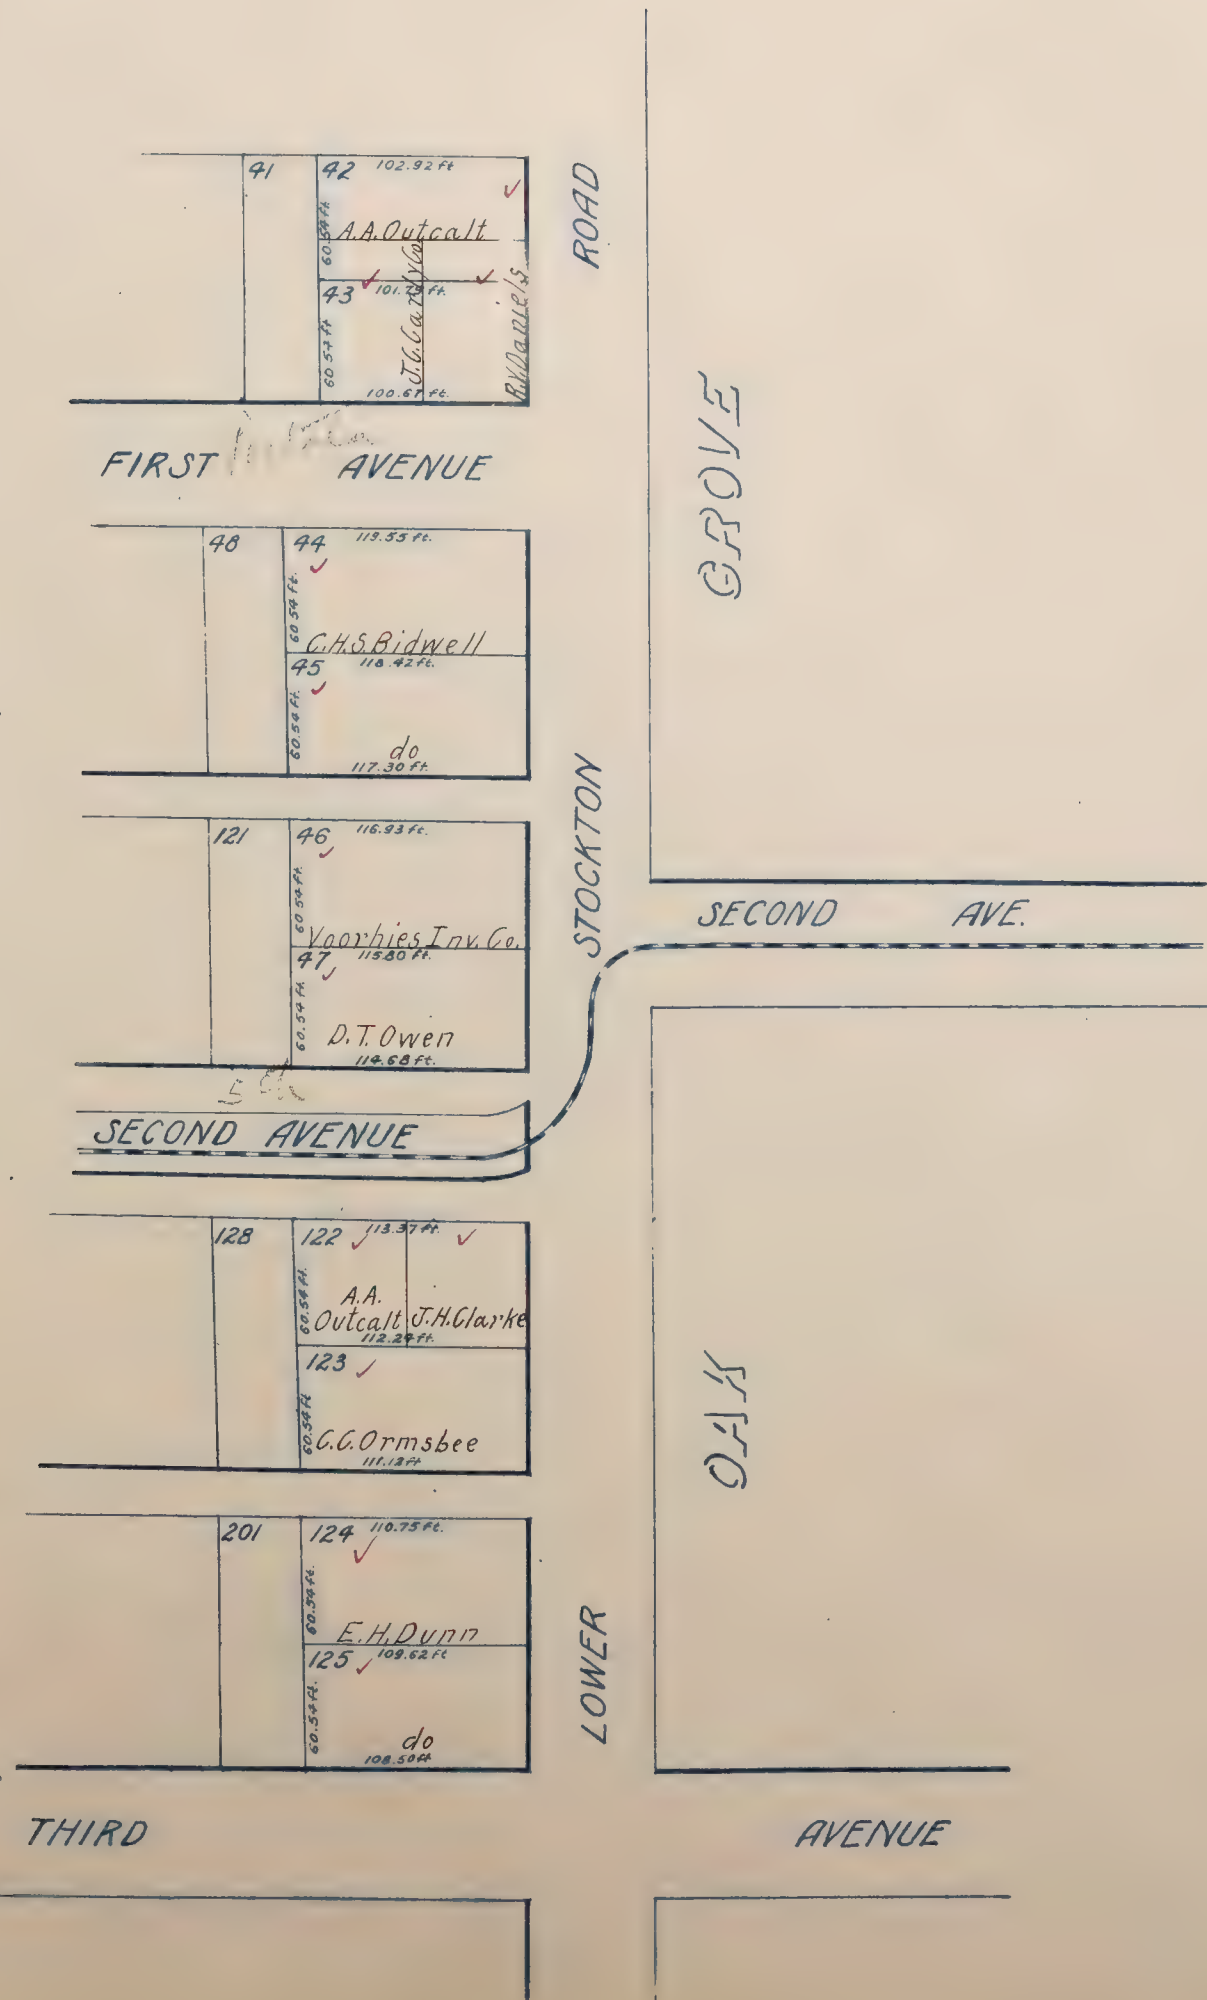 41 42 102.92 ft
60.54 ft
A.A. Outcalt
43 101.79 ft.
60.54 ft
R.V. Daniels
100.67 ft.
ROAD
FIRST AVENUE
GROVE
48 44 119.55 ft.
60.54 ft.
C.H.S. Bidwell
45 118.42 ft.
60.54 ft.
do
117.30 ft.
STOCKTON
121 46 116.93 ft.
60.54 ft.
Voorhies Inv. Co.
47 115.80 ft.
60.54 ft.
D.T. Owen
114.68 ft.
SECOND AVE.
SECOND AVENUE
128 122 113.37 ft.
60.54 ft.
A.A.
Outcalt J.H. Clarke
112.24 ft.
123
60.54 ft
C.C. Ormsbee
111.12 ft
OAK
201 124 110.75 ft.
60.54 ft.
E.H. Dunn
125 109.62 ft
60.54 ft.
do
108.50 ft
LOWER
THIRD AVENUE